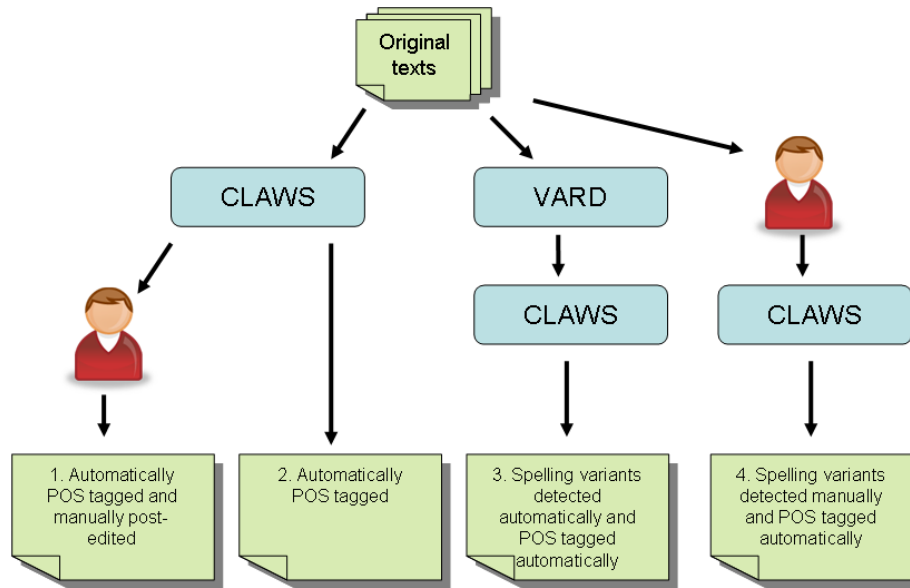 Original
texts
CLAWS
VARD
CLAWS
CLAWS
1. Automatically
POS tagged and
manually post-
edited
2. Automatically
POS tagged
3. Spelling variants
detected
automatically and
POS tagged
automatically
4. Spelling variants
detected manually
and POS tagged
automatically